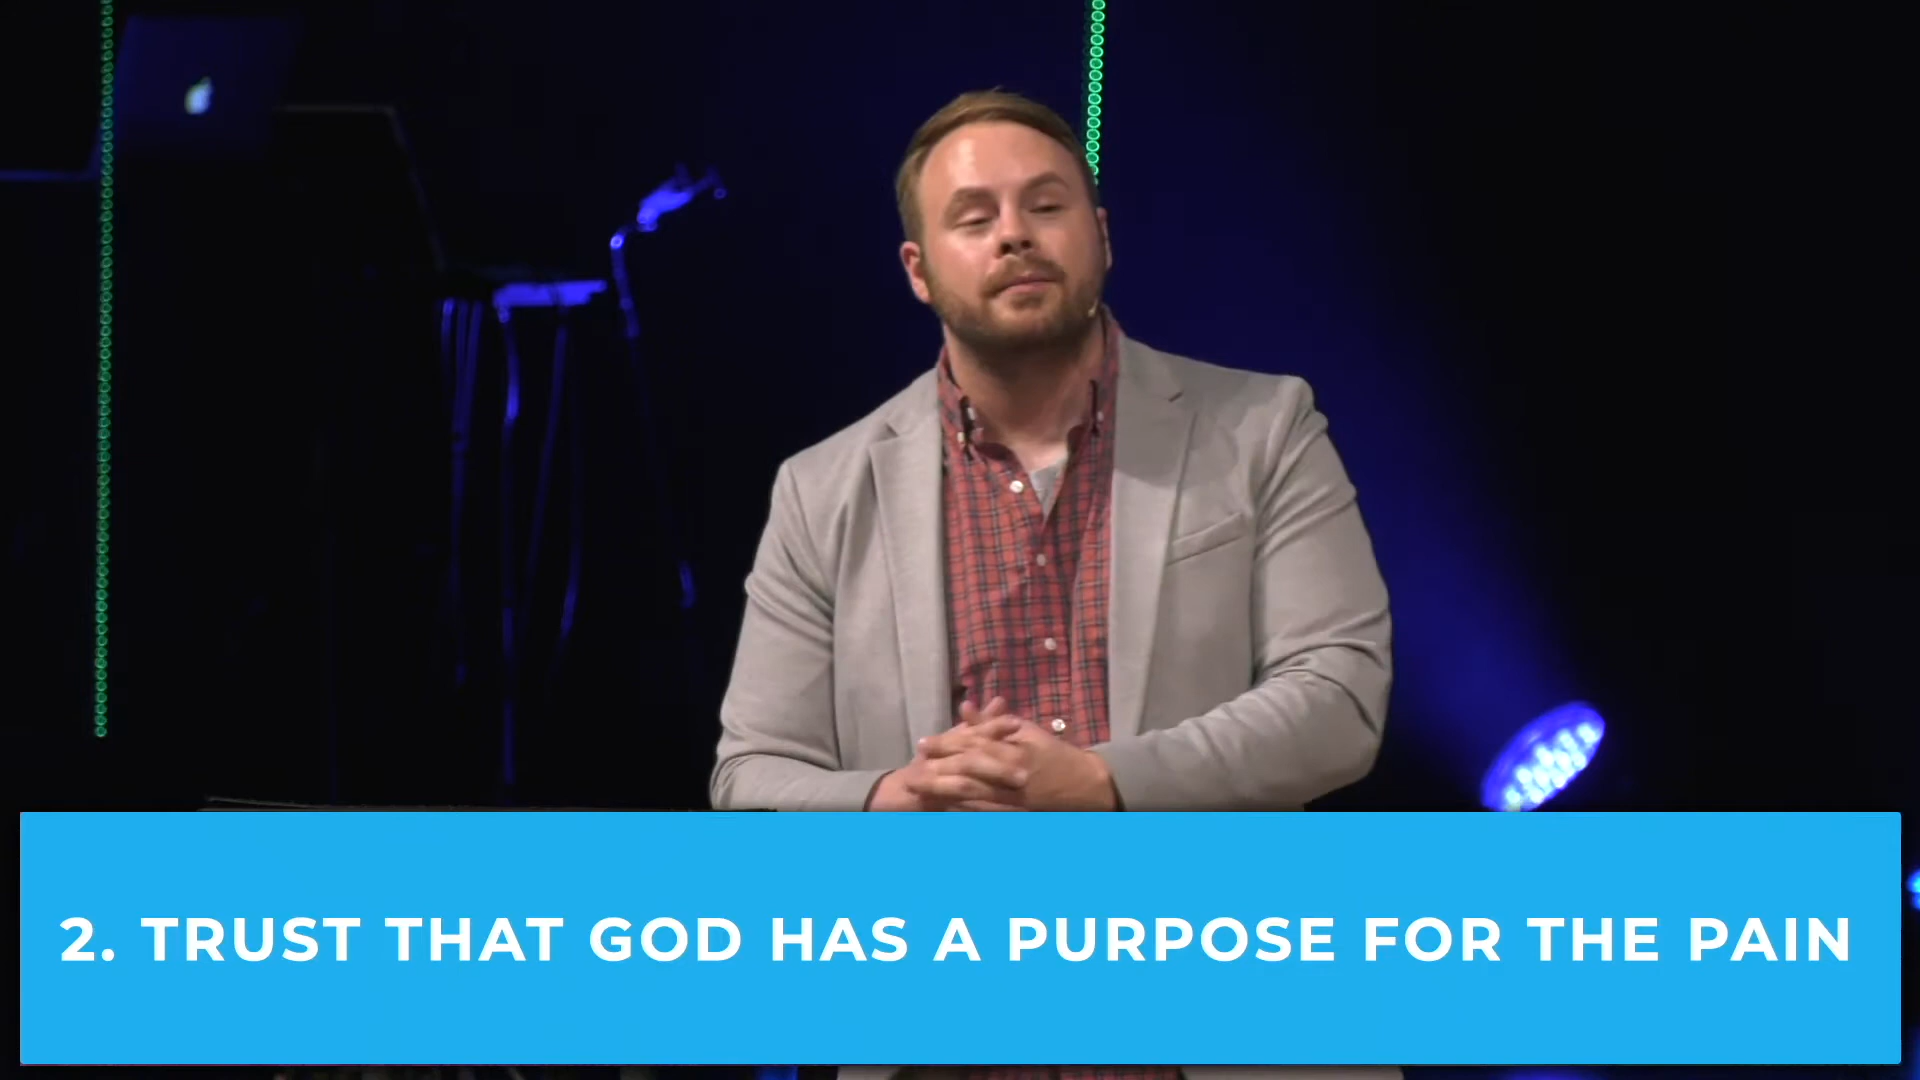 2. TRUST THAT GOD HAS A PURPOSE FOR THE PAIN